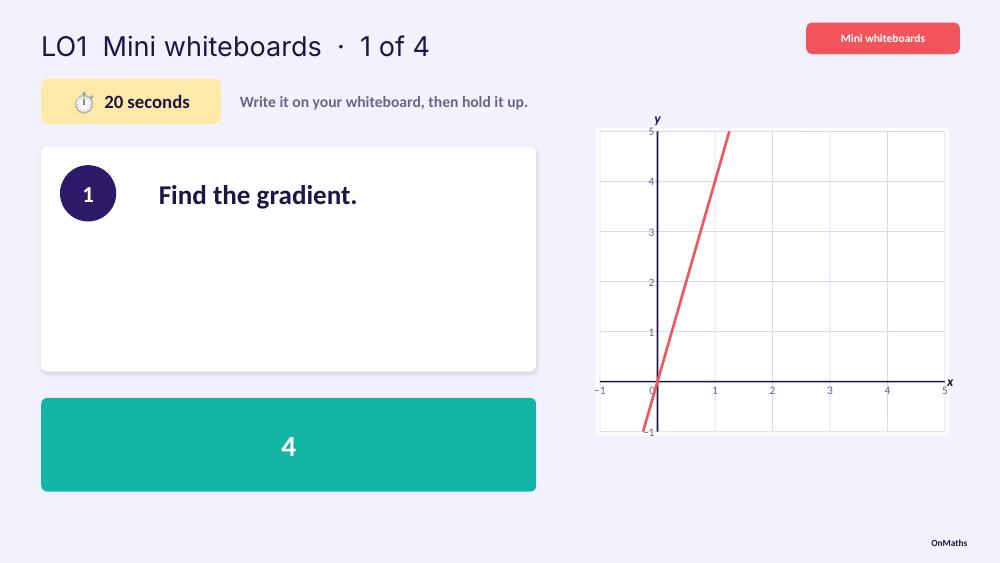 LO1 Mini whiteboards · 1 of 4
Mini whiteboards
⏱️ 20 seconds
Write it on your whiteboard, then hold it up.
1
Find the gradient.
4
y
5
4
3
2
1
−1 0 1 2 3 4 5 x
−1
OnMaths